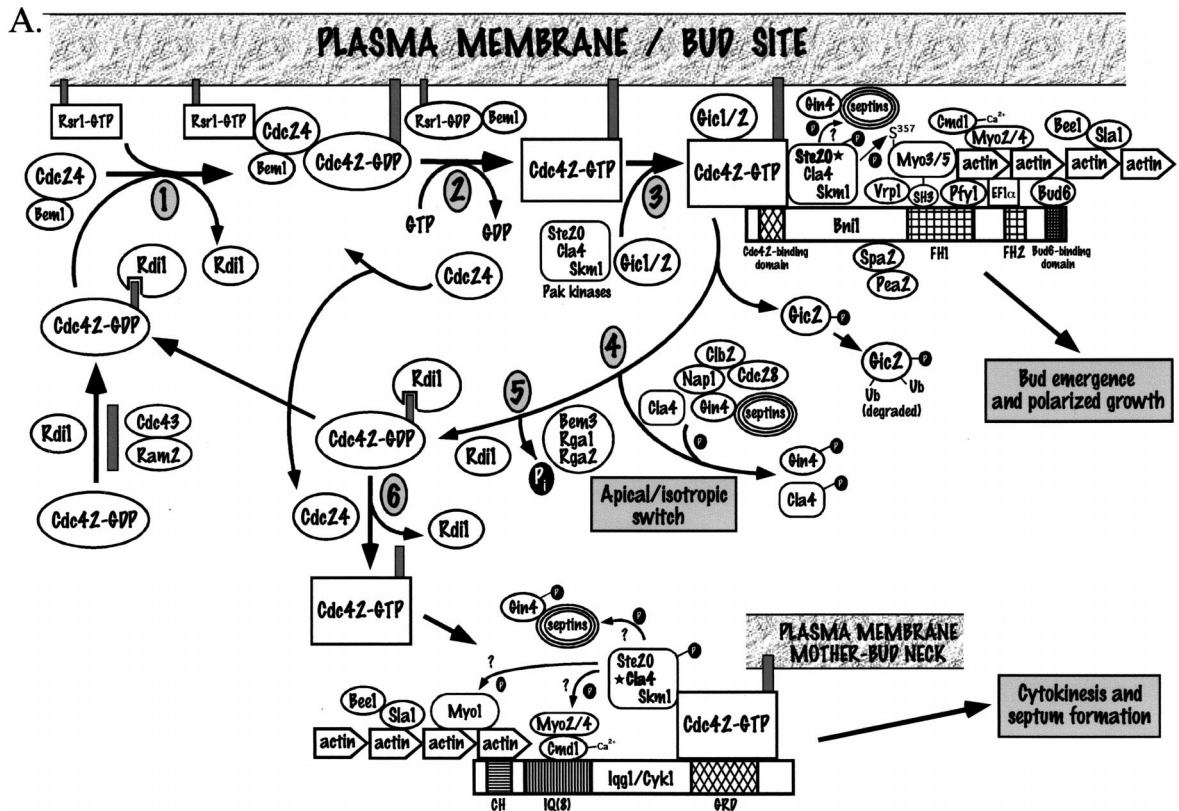 A.
PLASMA MEMBRANE / BUD SITE
Rsr1-GTP
Rsr1-GTP
Cdc24
Bem1
Cdc42-GDP
Rsr1-GDP
Bem1
Cdc24
Bem1
1
Rdi1
2
GTP
GDP
Cdc24
Cdc42-GTP
Ste20
Cla4
Skm1
Pak kinases
Gic1/2
3
Gic1/2
Cdc42-GTP
Gin4
septins
P
?
P
Ste20★
Cla4
Skm1
P
S357
Cmd1
Ca2+
Myo2/4
Myo3/5
Bee1
Sla1
actin
actin
actin
actin
Vrp1
SH3
Pfy1
EF1α
Bud6
Bni1
Cdc42-binding
domain
FH1
FH2
Bud6-binding
domain
Spa2
Pea2
Rdi1
Cdc42-GDP
Rdi1
Cdc43
Ram2
Cdc42-GDP
4
Gic2
P
Gic2
P
Ub
Ub
(degraded)
Bud emergence
and polarized growth
Clb2
Nap1
Cdc28
Cla4
Gin4
septins
P
Gin4
P
Cla4
P
Apical/isotropic
switch
5
Rdi1
Cdc42-GDP
Rdi1
Pi
Bem3
Rga1
Rga2
6
Cdc24
Rdi1
Cdc42-GTP
Gin4
P
septins
?
P
Ste20
★Cla4
Skm1
P
?
P
?
P
PLASMA MEMBRANE
MOTHER-BUD NECK
Cdc42-GTP
Cytokinesis and
septum formation
Bee1
Sla1
Myo1
Myo2/4
Cmd1
Ca2+
actin
actin
actin
actin
Iqg1/Cyk1
CH
IQ(8)
GRD